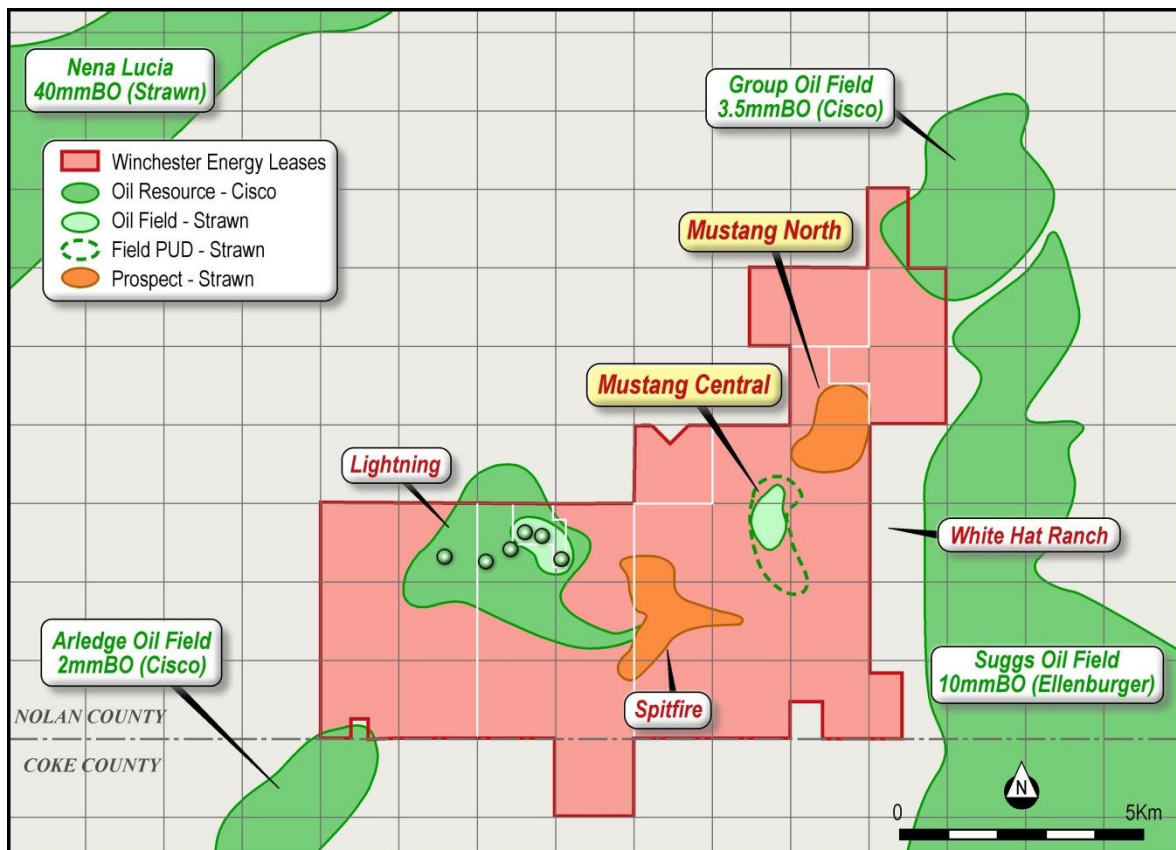 Nena Lucia
40mmBO (Strawn)
Group Oil Field
3.5mmBO (Cisco)
Winchester Energy Leases
Oil Resource - Cisco
Oil Field - Strawn
Field PUD - Strawn
Prospect - Strawn
Mustang North
Mustang Central
Lightning
White Hat Ranch
Arledge Oil Field
2mmBO (Cisco)
Suggs Oil Field
10mmBO (Ellenburger)
Spitfire
NOLAN COUNTY
COKE COUNTY
N
0
5Km